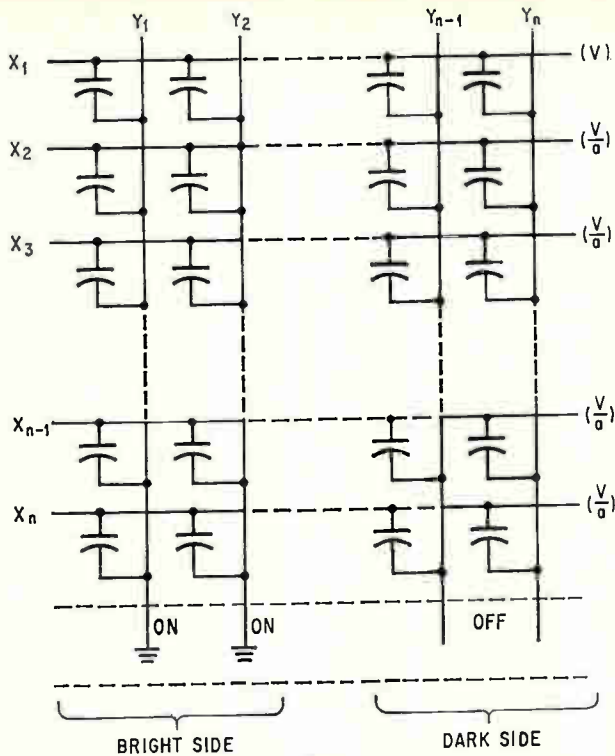 Y1 Y2 Yn-1 Yn
X1 (V)
X2 (V/a)
X3 (V/a)
Xn-1 (V/a)
Xn (V/a)
ON ON OFF
BRIGHT SIDE DARK SIDE